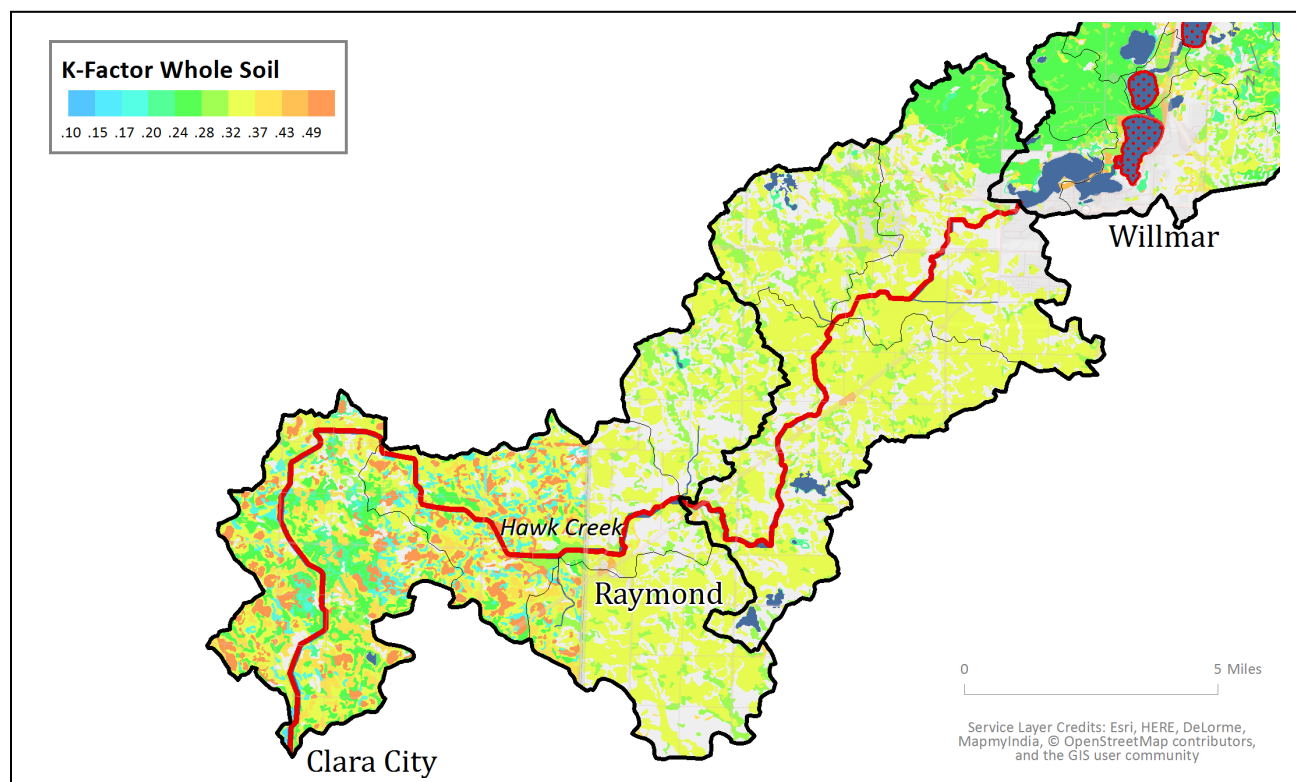 K-Factor Whole Soil
.10 .15 .17 .20 .24 .28 .32 .37 .43 .49
N
Willmar
Hawk Creek
Raymond
0 5 Miles
Service Layer Credits: Esri, HERE, DeLorme,
MapmyIndia, © OpenStreetMap contributors,
and the GIS user community
Clara City